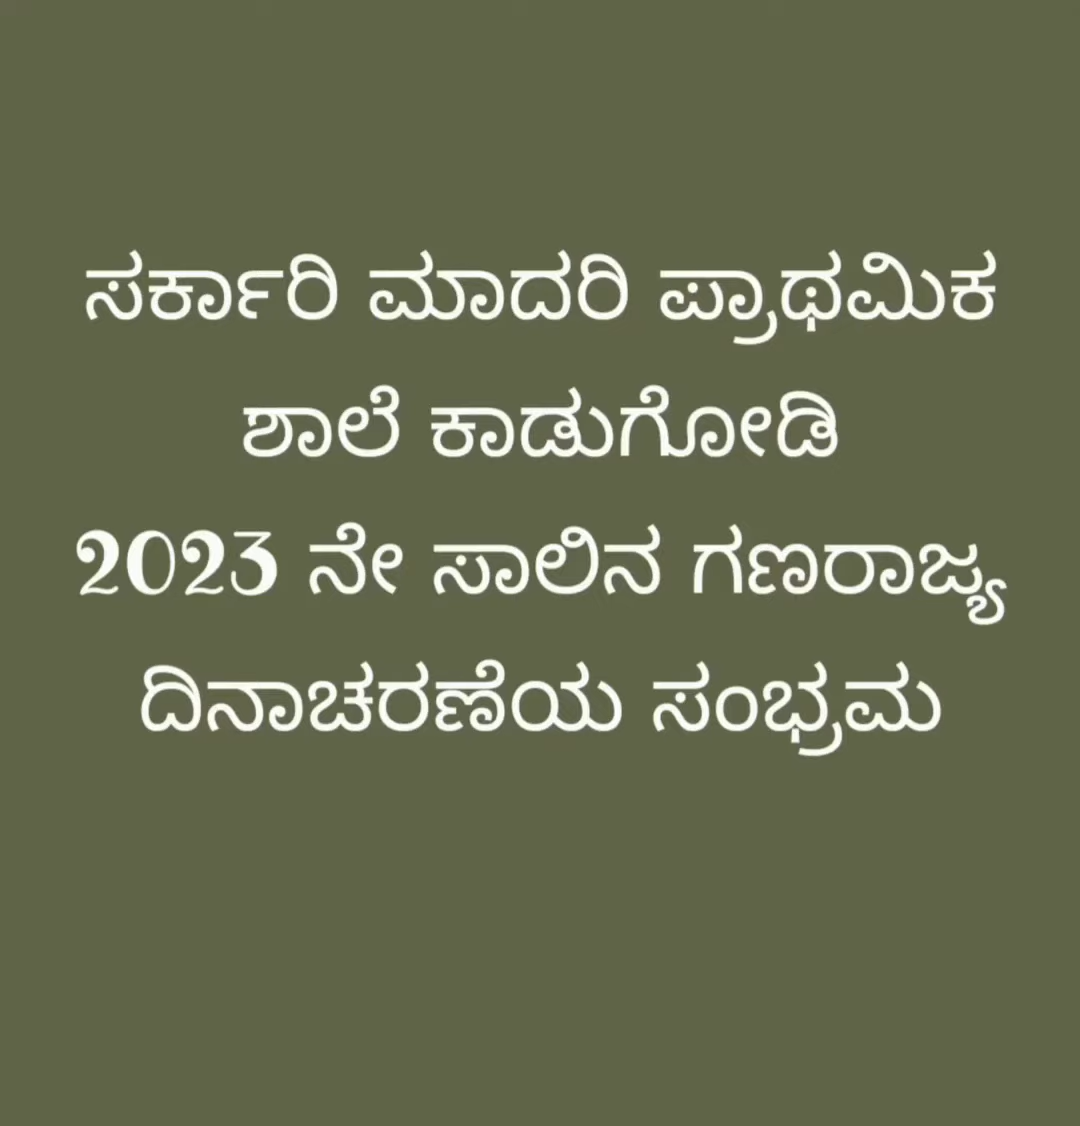 ಸರ್ಕಾರಿ ಮಾದರಿ ಪ್ರಾಥಮಿಕ
ಶಾಲೆ ಕಾಡುಗೋಡಿ
2023 ನೇ ಸಾಲಿನ ಗಣರಾಜ್ಯ
ದಿನಾಚರಣೆಯ ಸಂಭ್ರಮ